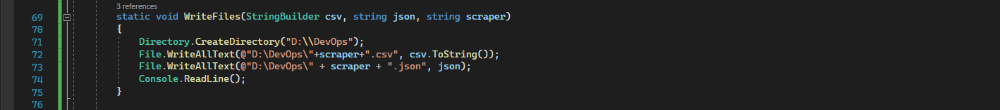 3 references
69 static void WriteFiles(StringBuilder csv, string json, string scraper)
70 {
71 Directory.CreateDirectory("D:\\DevOps");
72 File.WriteAllText(@"D:\DevOps\"+scraper+".csv", csv.ToString());
73 File.WriteAllText(@"D:\DevOps\" + scraper + ".json", json);
74 Console.ReadLine();
75 }
76